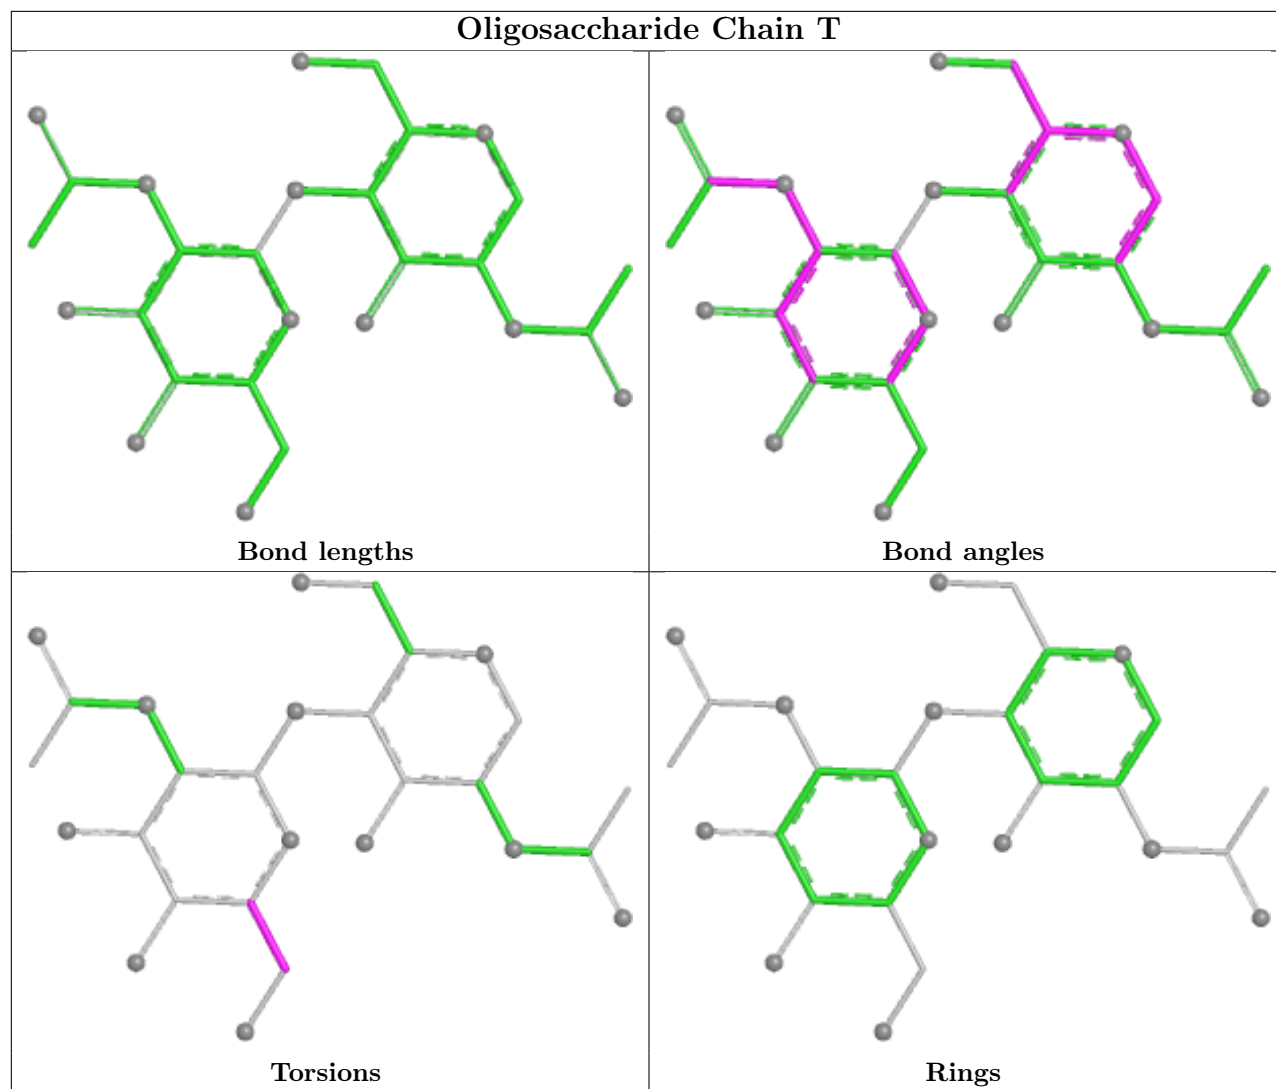 Oligosaccharide Chain T
Bond lengths
Bond angles
Torsions
Rings